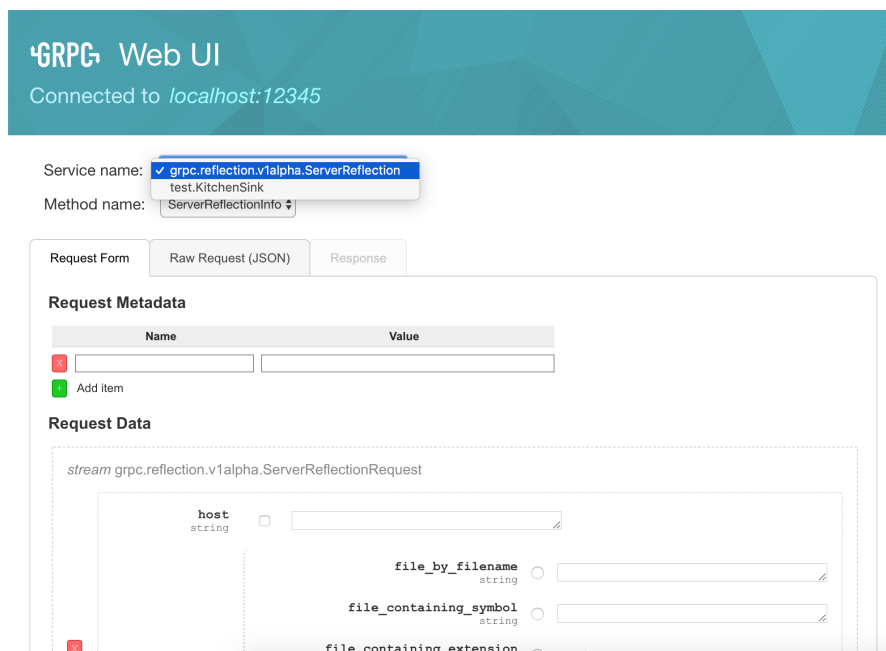 GRPC Web UI
Connected to localhost:12345
Service name: ✓ grpc.reflection.v1alpha.ServerReflection
test.KitchenSink
Method name: ServerReflectionInfo
Request Form Raw Request (JSON) Response
Request Metadata
Name Value
X
+ Add item
Request Data
stream grpc.reflection.v1alpha.ServerReflectionRequest
host
string
file_by_filename
string
file_containing_symbol
string
X
file_containing_extension